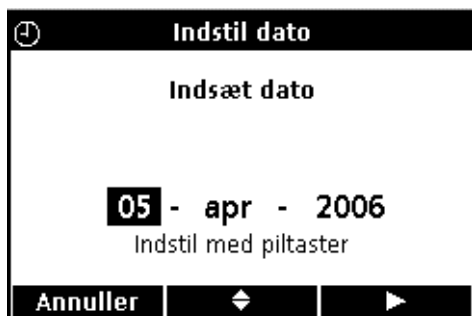 Indstil dato
Indsæt dato
05 - apr - 2006
Indstil med piltaster
Annuller